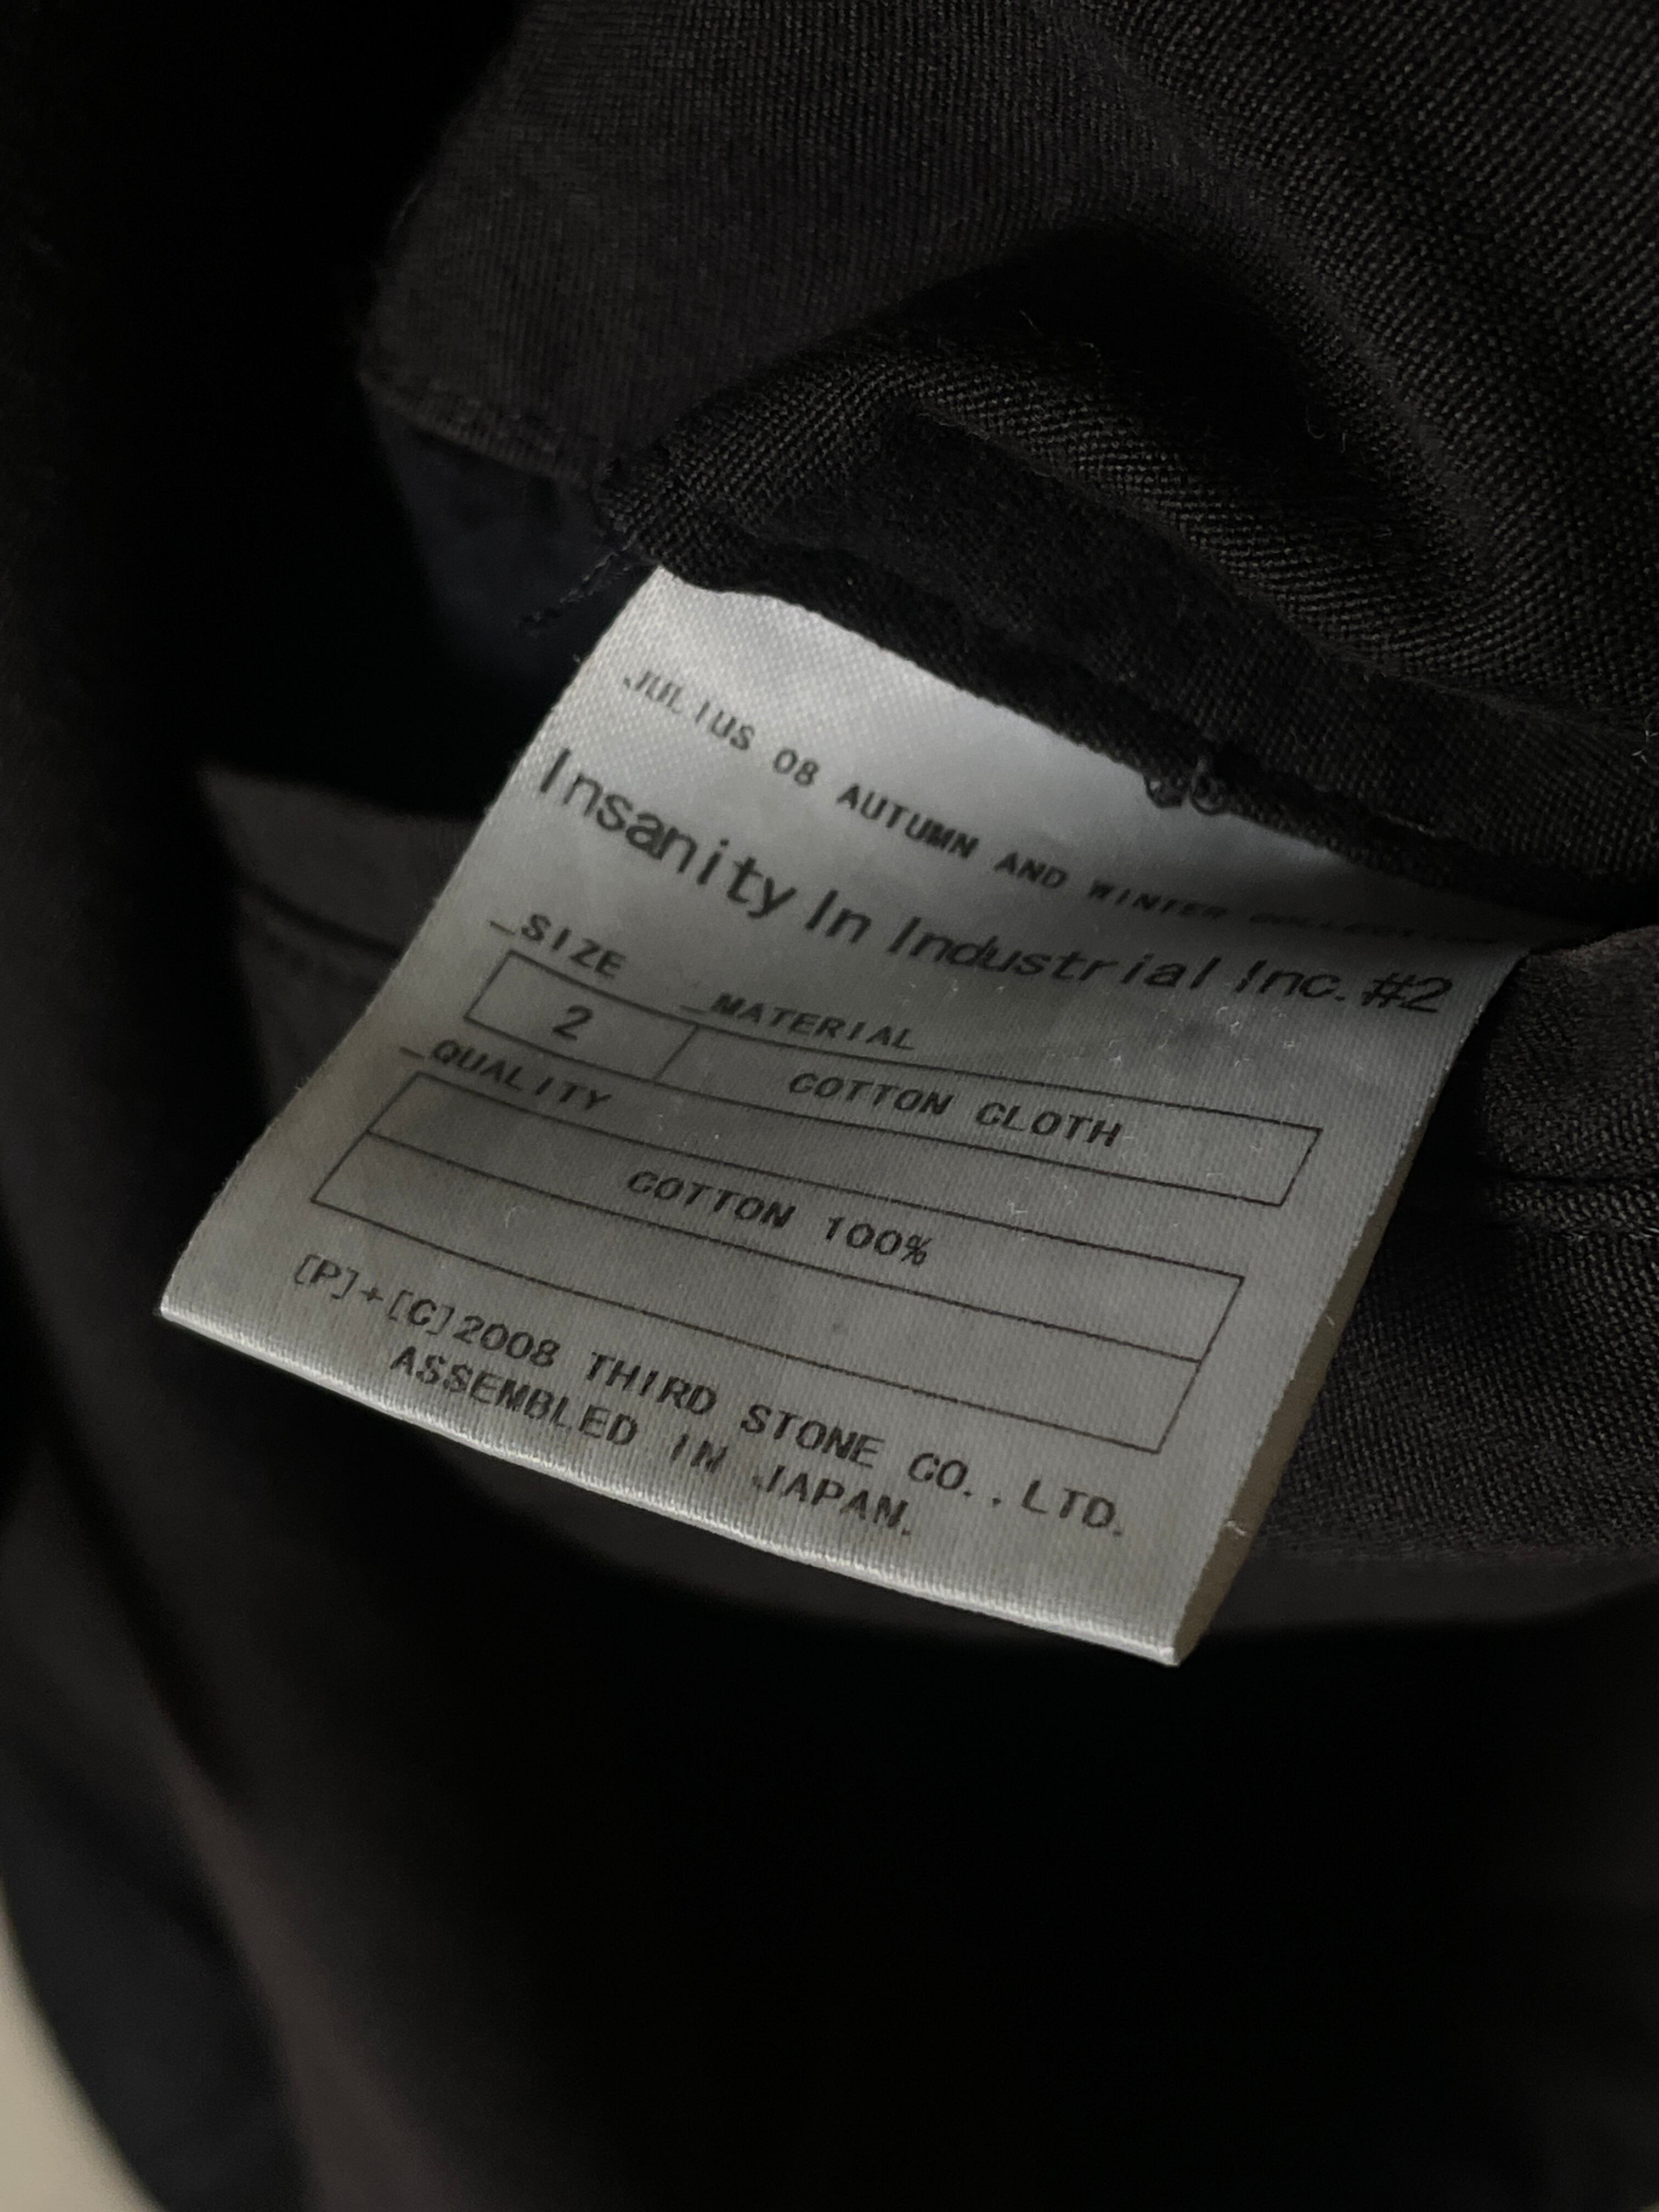 JULIUS 08 AUTUMN AND WINTER COLLECTION
Insanity In Industrial Inc.#2
_SIZE _MATERIAL
2 COTTON CLOTH
_QUALITY
COTTON 100%
[P]+[C]2008 THIRD STONE CO.,LTD.
ASSEMBLED IN JAPAN.